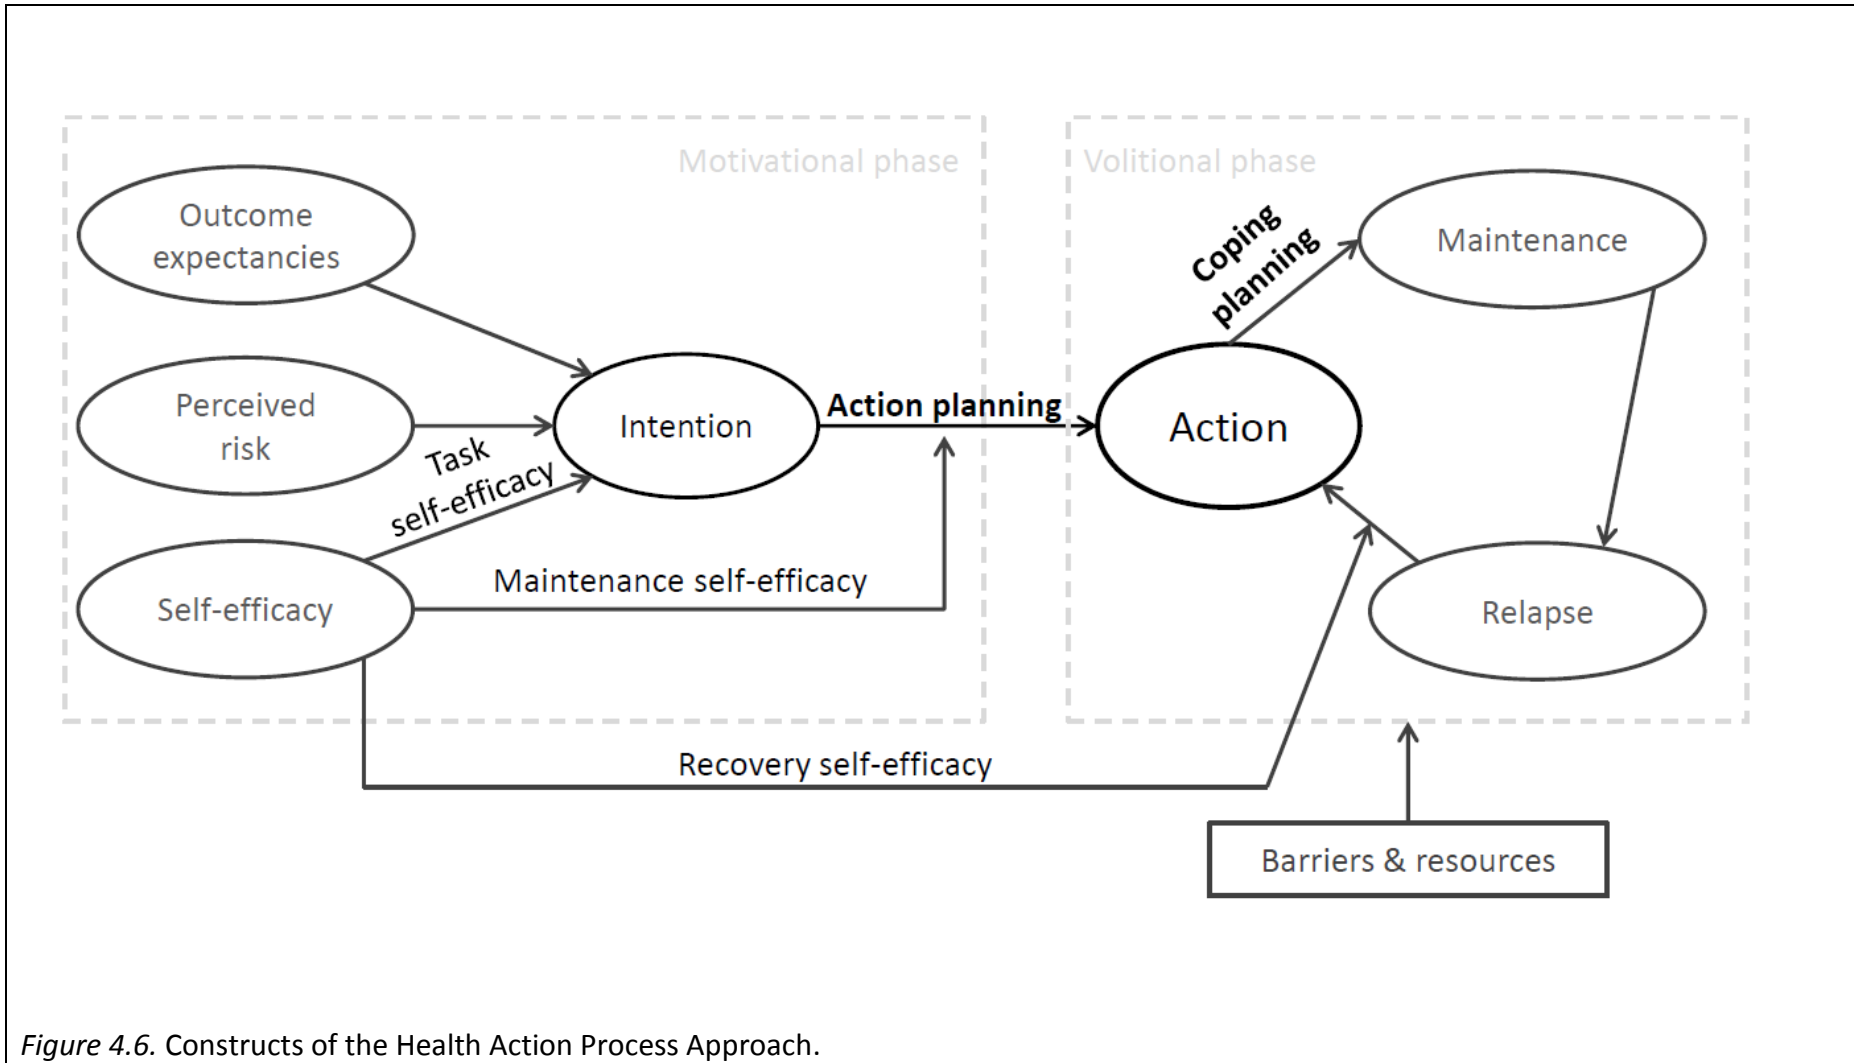 Motivational phase
Volitional phase
Outcome
expectancies
Perceived
risk
Self-efficacy
Task
self-efficacy
Intention
Action planning
Maintenance self-efficacy
Recovery self-efficacy
Action
Coping
planning
Maintenance
Relapse
Barriers & resources
Figure 4.6. Constructs of the Health Action Process Approach.